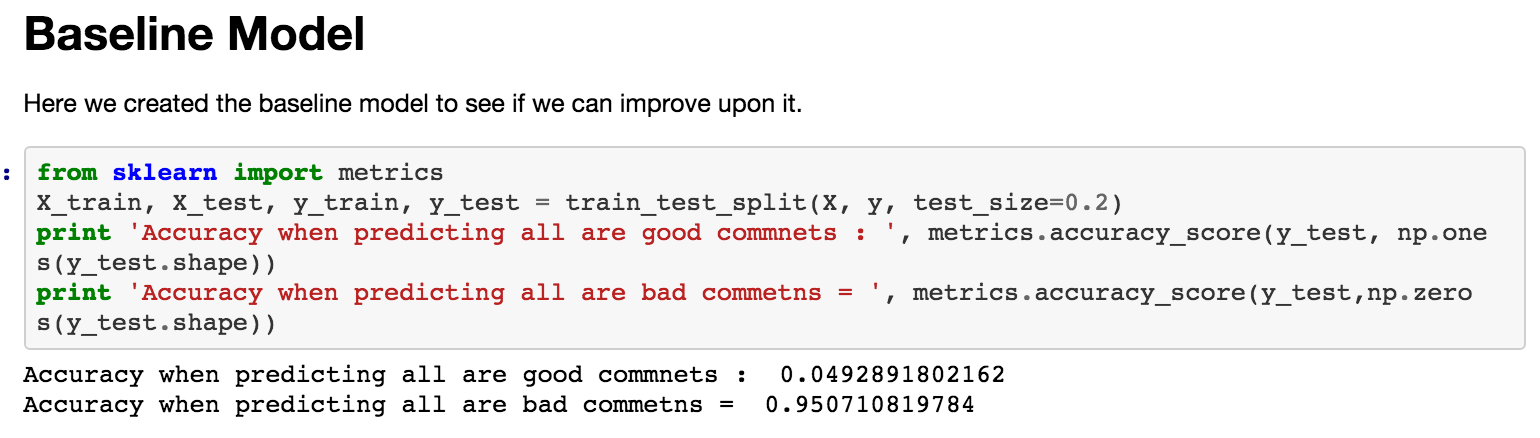 Baseline Model
Here we created the baseline model to see if we can improve upon it.
:
from sklearn import metrics
X_train, X_test, y_train, y_test = train_test_split(X, y, test_size=0.2)
print 'Accuracy when predicting all are good commnets : ', metrics.accuracy_score(y_test, np.one
s(y_test.shape))
print 'Accuracy when predicting all are bad commetns = ', metrics.accuracy_score(y_test,np.zero
s(y_test.shape))
Accuracy when predicting all are good commnets :  0.0492891802162
Accuracy when predicting all are bad commetns =  0.950710819784